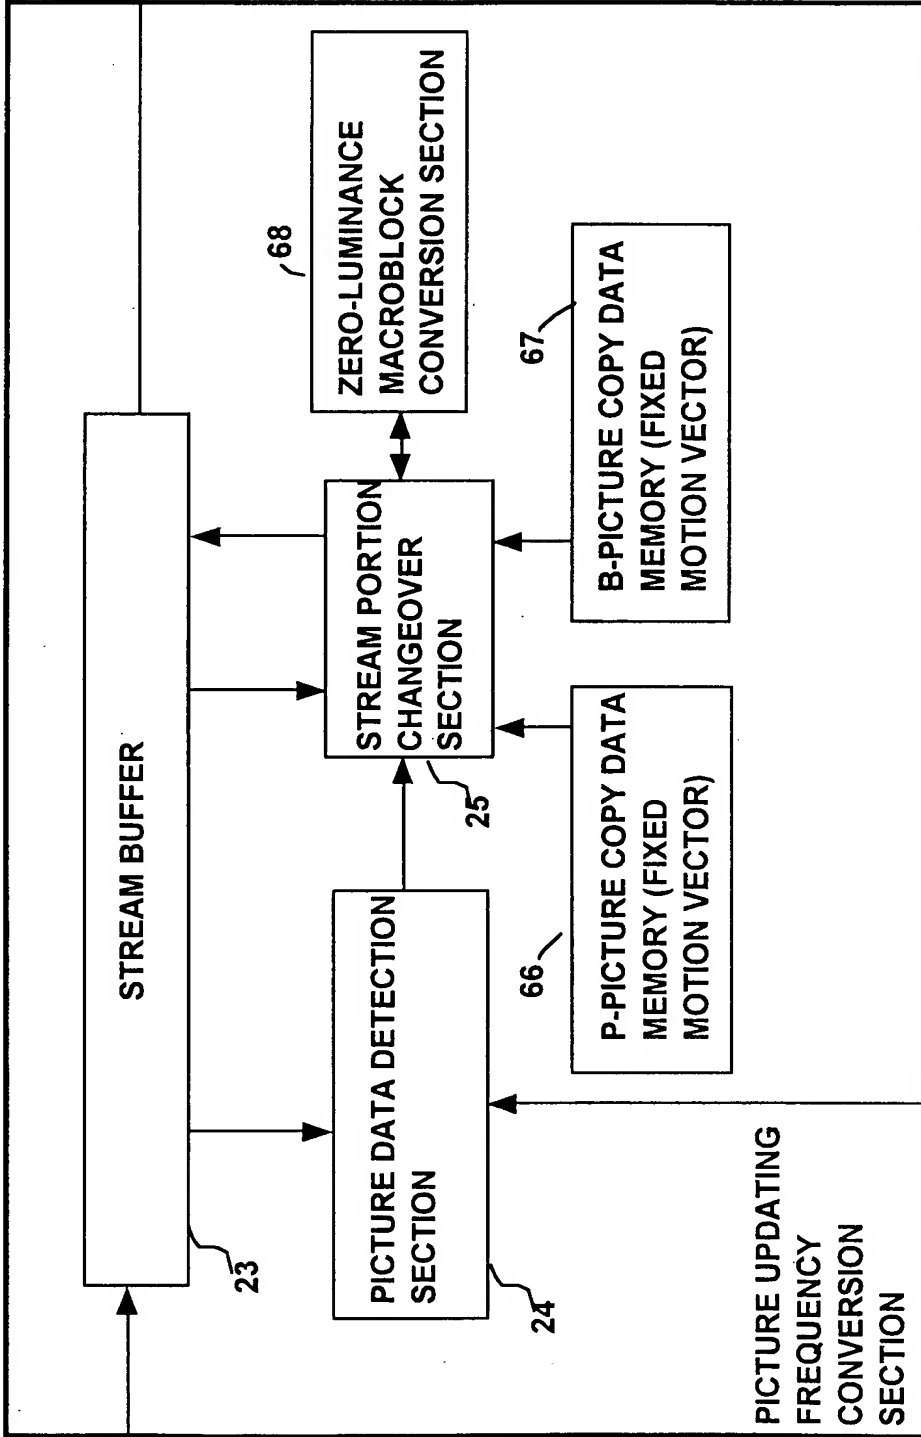 STREAM BUFFER
23
PICTURE DATA DETECTION
SECTION
24
STREAM PORTION
CHANGEOVER
SECTION
25
ZERO-LUMINANCE
MACROBLOCK
CONVERSION SECTION
68
66
P-PICTURE COPY DATA
MEMORY (FIXED
MOTION VECTOR)
67
B-PICTURE COPY DATA
MEMORY (FIXED
MOTION VECTOR)
PICTURE UPDATING
FREQUENCY
CONVERSION
SECTION